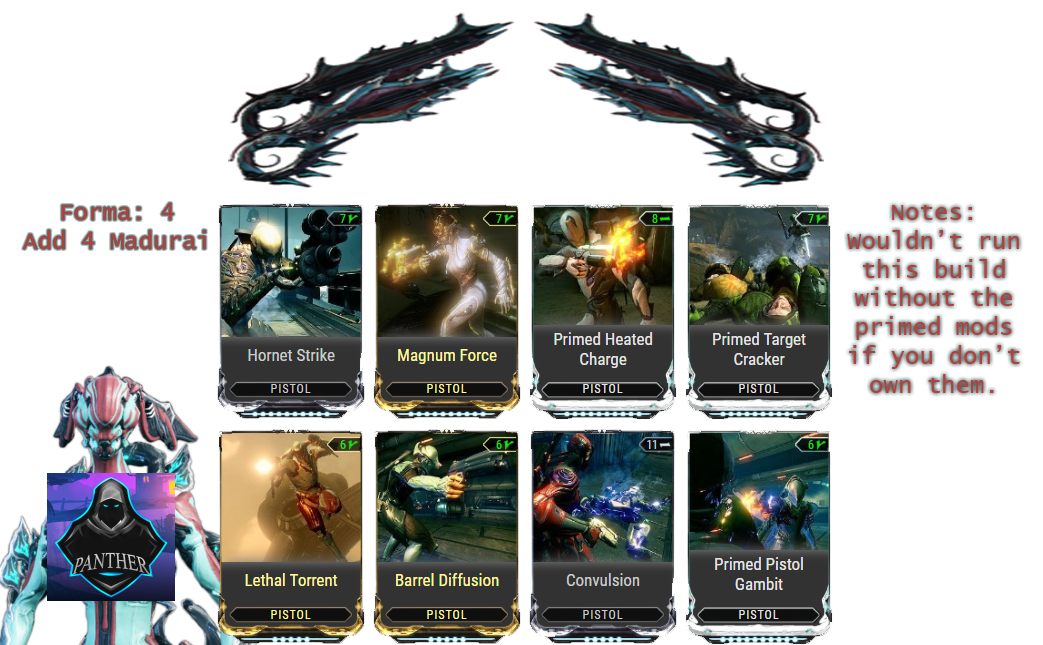 Forma: 4
Add 4 Madurai
Notes:
Wouldn't run
this build
without the
primed mods
if you don't
own them.
7
Hornet Strike
PISTOL
7
Magnum Force
PISTOL
8
Primed Heated
Charge
PISTOL
7
Primed Target
Cracker
PISTOL
6
Lethal Torrent
PISTOL
6
Barrel Diffusion
PISTOL
11
Convulsion
PISTOL
6
Primed Pistol
Gambit
PISTOL
PANTHER